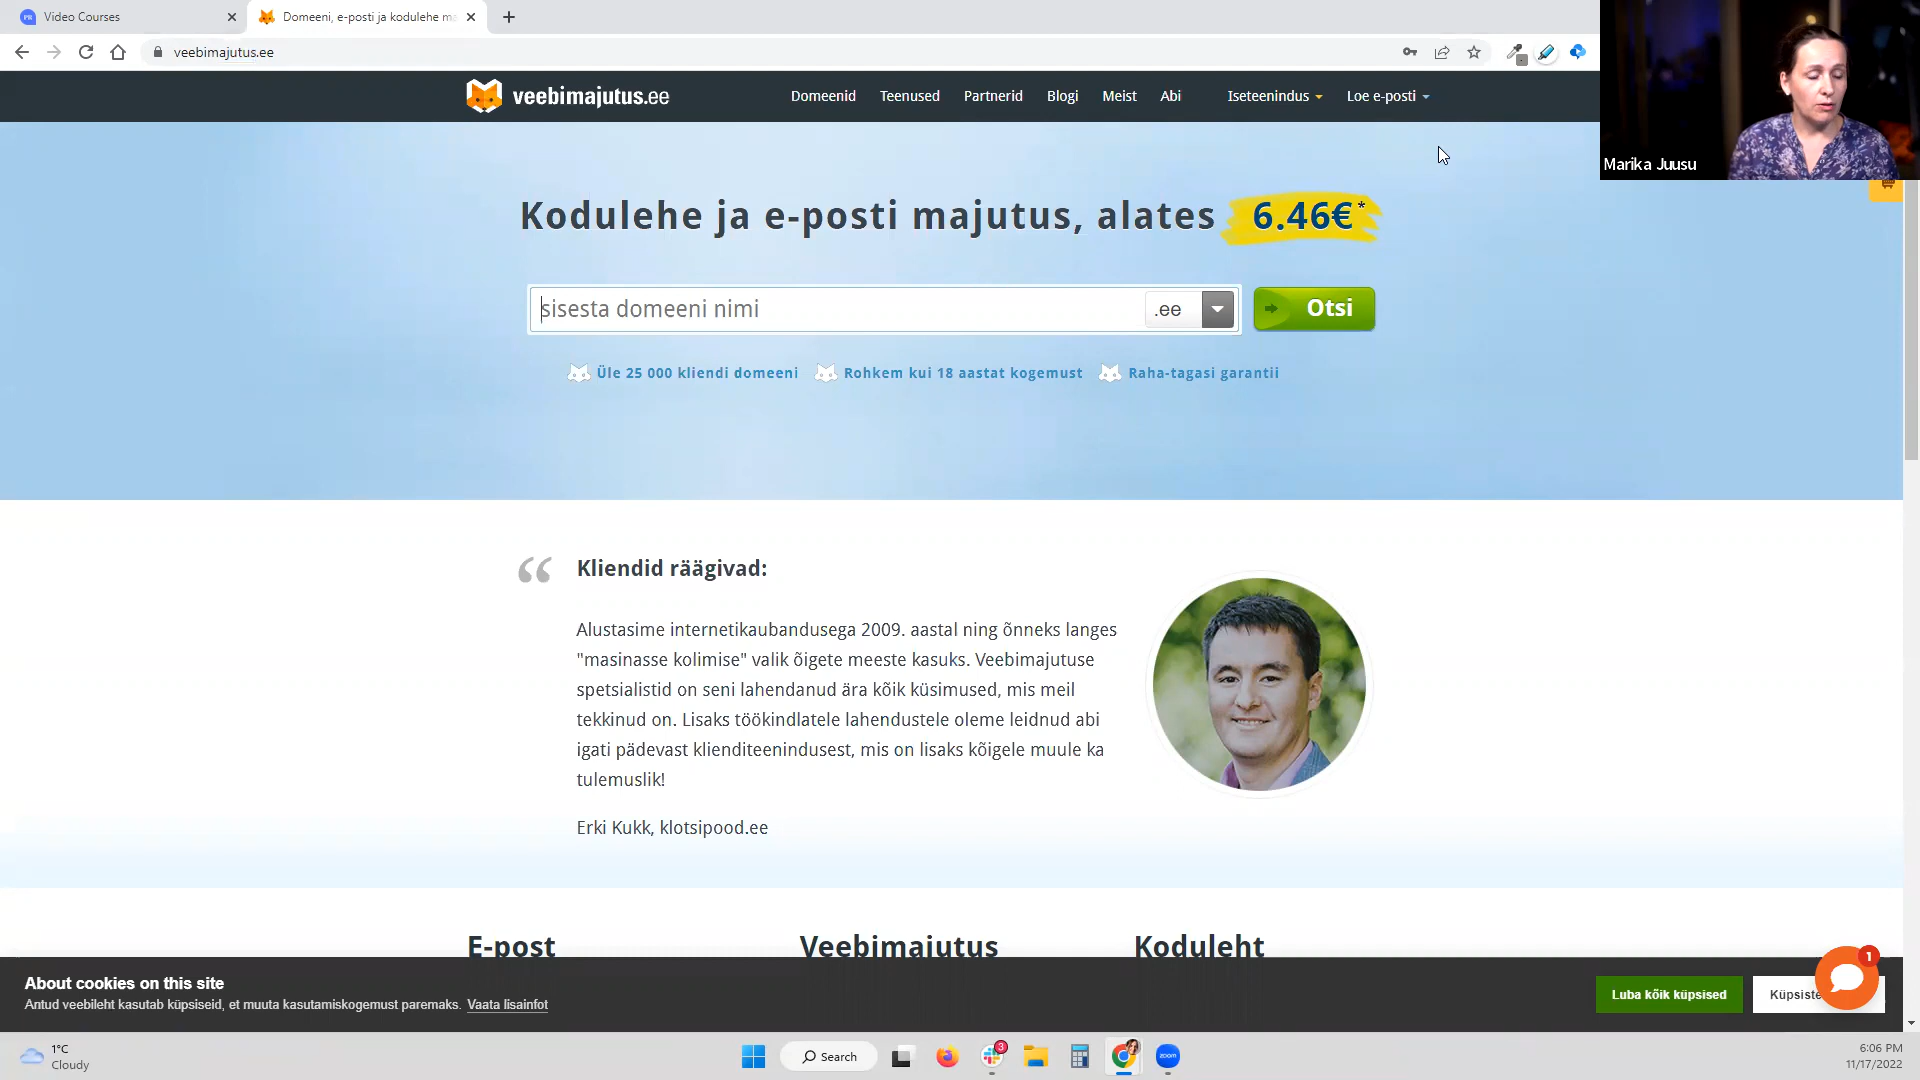 PR Video Courses
Domeeni, e-posti ja kodulehe ma
veebimajutus.ee
veebimajutus.ee
Domeenid
Teenused
Partnerid
Blogi
Meist
Abi
Iseteenindus
Loe e-posti
Marika Juusu
Kodulehe ja e-posti majutus, alates 6.46€*
sisesta domeeni nimi
.ee
Otsi
Üle 25 000 kliendi domeeni
Rohkem kui 18 aastat kogemust
Raha-tagasi garantii
“ Kliendid räägivad:
Alustasime internetikaubandusega 2009. aastal ning õnneks langes
"masinasse kolimise" valik õigete meeste kasuks. Veebimajutuse
spetsialistid on seni lahendanud ära kõik küsimused, mis meil
tekkinud on. Lisaks töökindlatele lahendustele oleme leidnud abi
igati pädevast klienditeenindusest, mis on lisaks kõigele muule ka
tulemuslik!
Erki Kukk, klotsipood.ee
E-post
Veebimajutus
Koduleht
About cookies on this site
Antud veebileht kasutab küpsiseid, et muuta kasutamiskogemust paremaks. Vaata lisainfot
Luba kõik küpsised
Küpsiste
1
1°C
Cloudy
Search
3
zoom
6:06 PM
11/17/2022